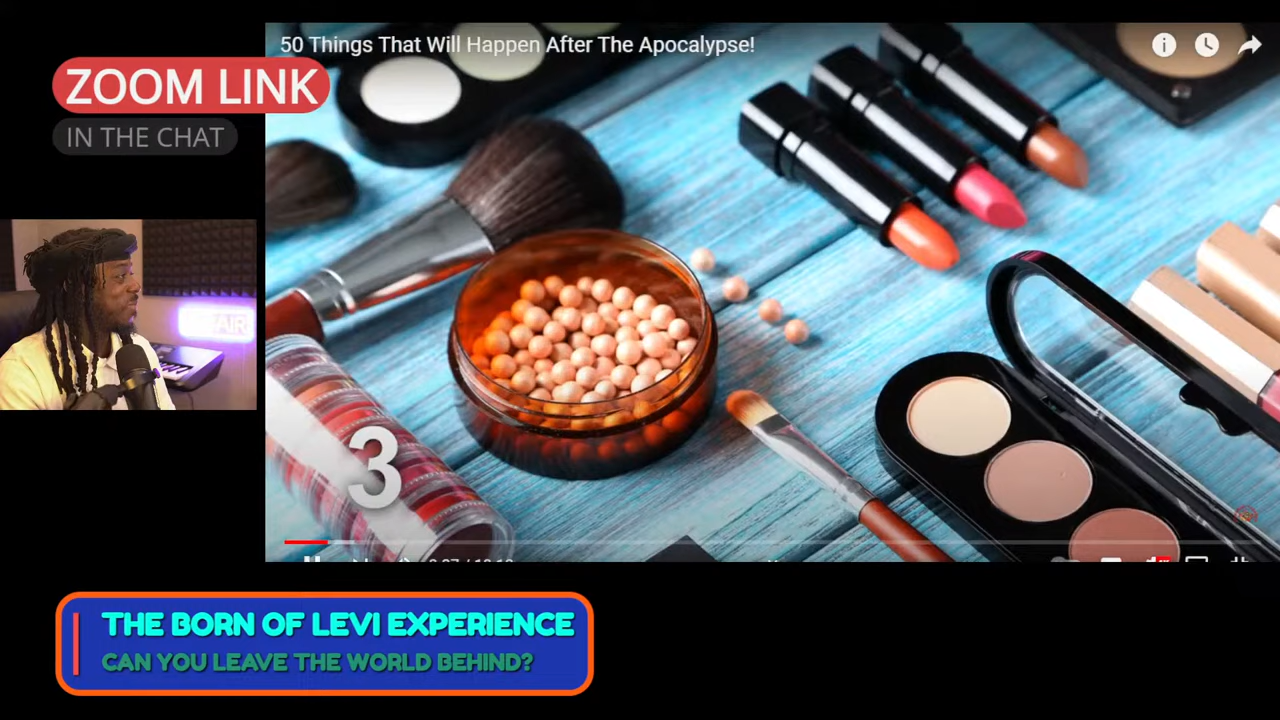 50 Things That Will Happen After The Apocalypse!
ZOOM LINK
IN THE CHAT
AIR
3
THE BORN OF LEVI EXPERIENCE
CAN YOU LEAVE THE WORLD BEHIND?